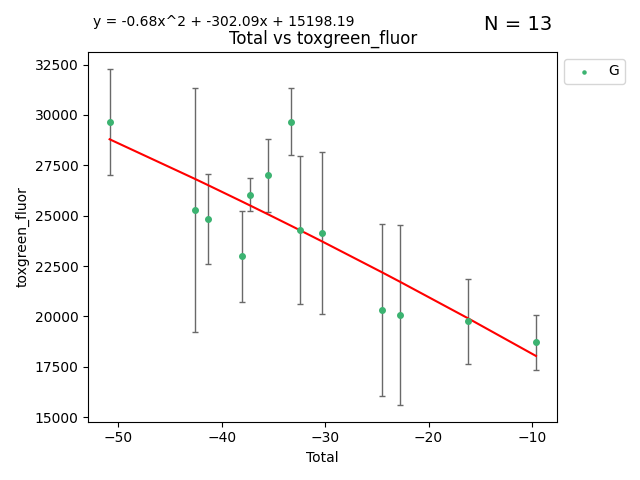 y = -0.68x^2 + -302.09x + 15198.19
N = 13
Total vs toxgreen_fluor
G
32500
30000
27500
25000
22500
20000
17500
15000
toxgreen_fluor
−50
−40
−30
−20
−10
Total